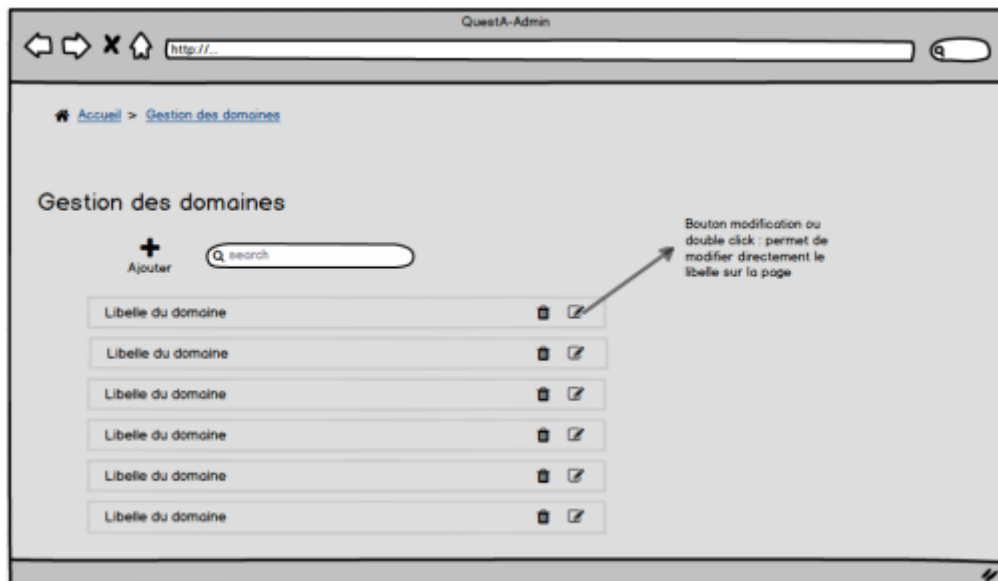 QuestA-Admin
http://...
Accueil > Gestion des domaines
Gestion des domaines
Bouton modification ou
double click : permet de
modifier directement le
libelle sur la page
Ajouter
search
Libelle du domaine
Libelle du domaine
Libelle du domaine
Libelle du domaine
Libelle du domaine
Libelle du domaine